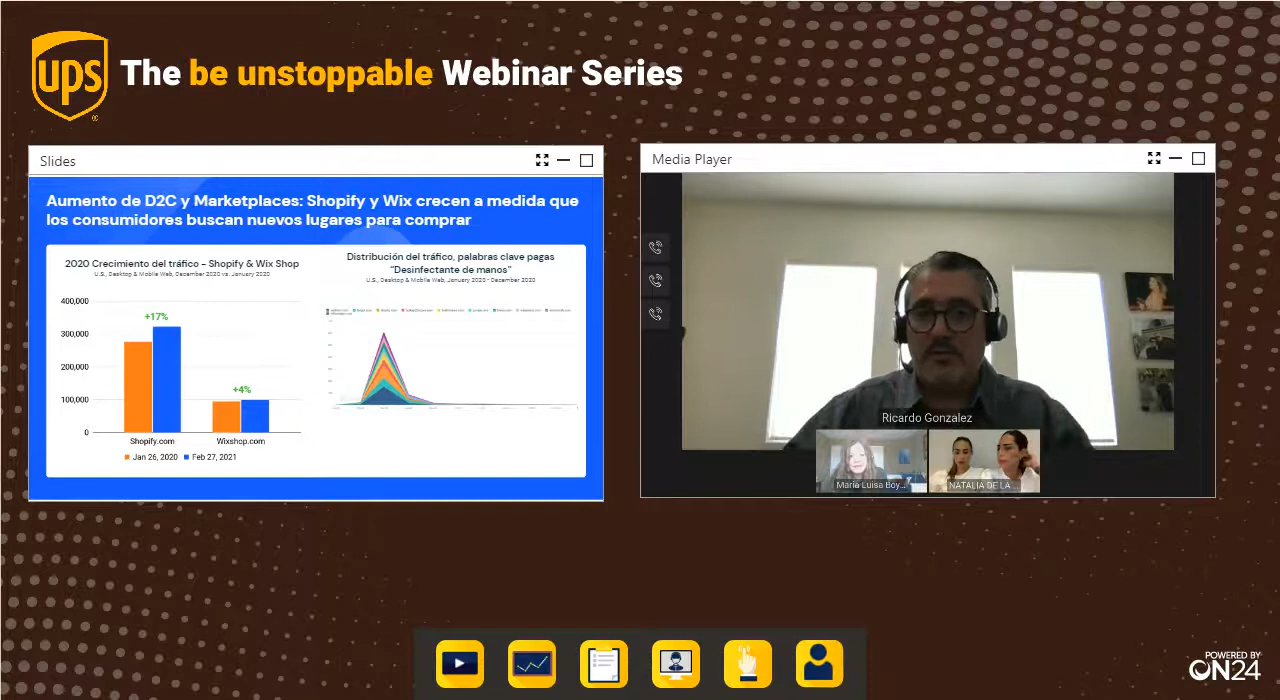 ups
The be unstoppable Webinar Series
Slides
Aumento de D2C y Marketplaces: Shopify y Wix crecen a medida que
los consumidores buscan nuevos lugares para comprar
2020 Crecimiento del tráfico - Shopify & Wix Shop
U.S., Desktop & Mobile Web, December 2020 vs. January 2020
400,000
+17%
300,000
200,000
+4%
100,000
0
Shopify.com
Wixshop.com
Jan 26, 2020
Feb 27, 2021
Distribución del tráfico, palabras clave pagas
"Desinfectante de manos"
U.S., Desktop & Mobile Web, January 2020 - December 2020
Media Player
Ricardo Gonzalez
Maria Luisa Boy...
NATALIA DE LA ...
POWERED BY
ON24